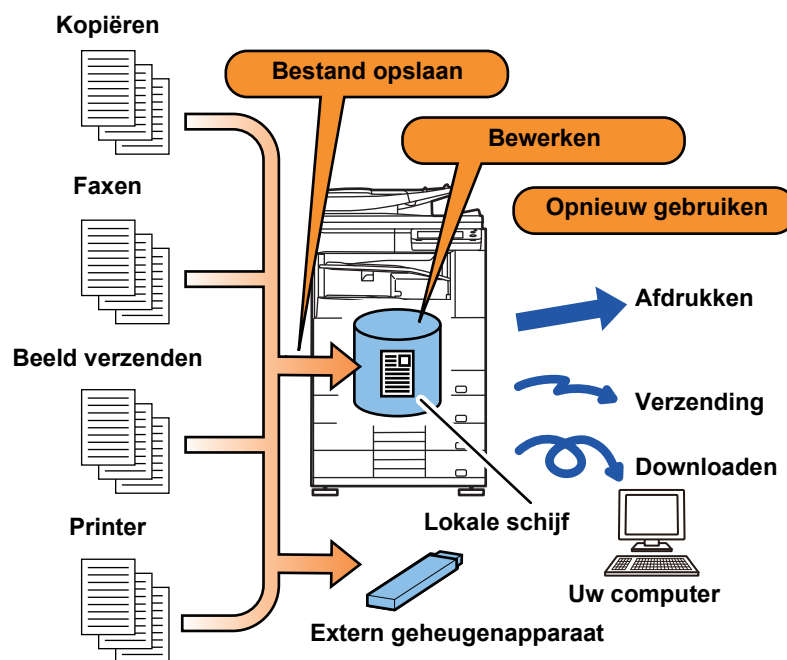 Kopiëren
Bestand opslaan
Bewerken
Faxen
Opnieuw gebruiken
Afdrukken
Beeld verzenden
Verzending
Downloaden
Printer
Lokale schijf
Uw computer
Extern geheugenapparaat